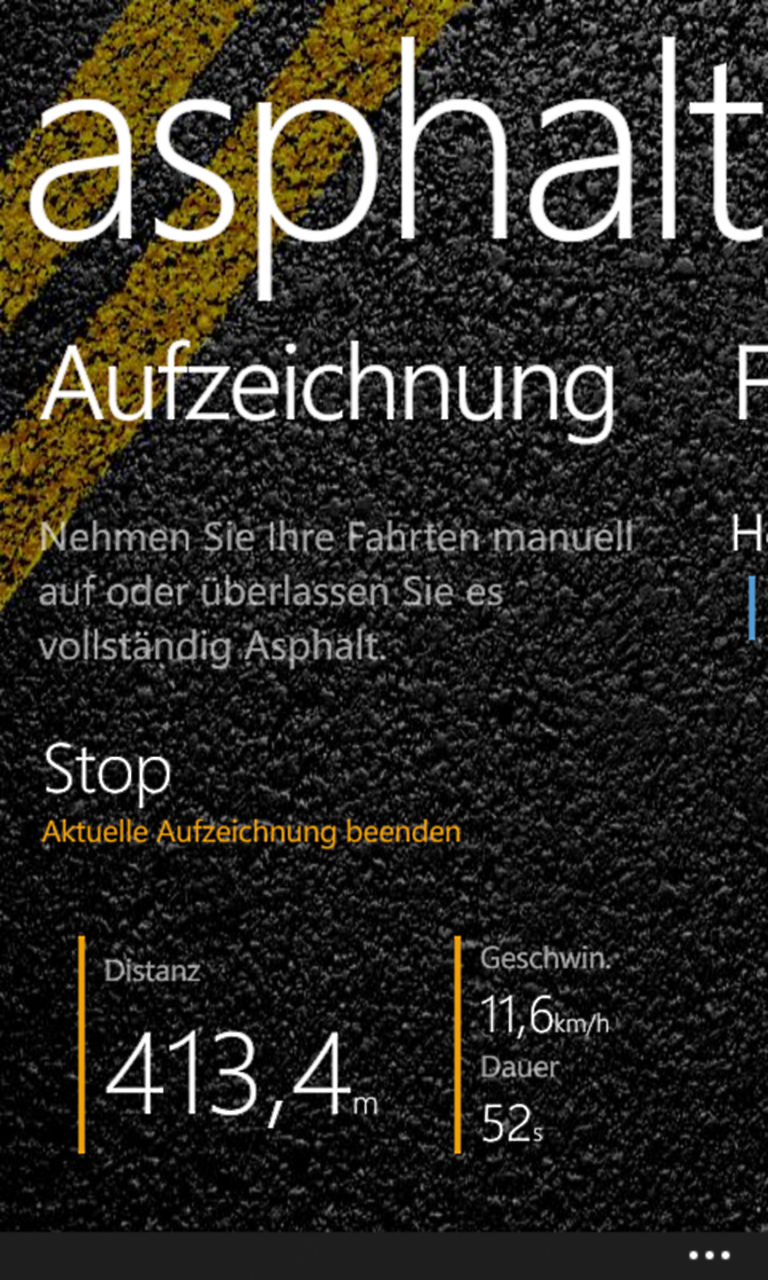 asphalt
Aufzeichnung
Nehmen Sie Ihre Fahrten manuell
auf oder überlassen Sie es
vollständig Asphalt.
Stop
Aktuelle Aufzeichnung beenden
Distanz
413,4m
Geschwin.
11,6km/h
Dauer
52s